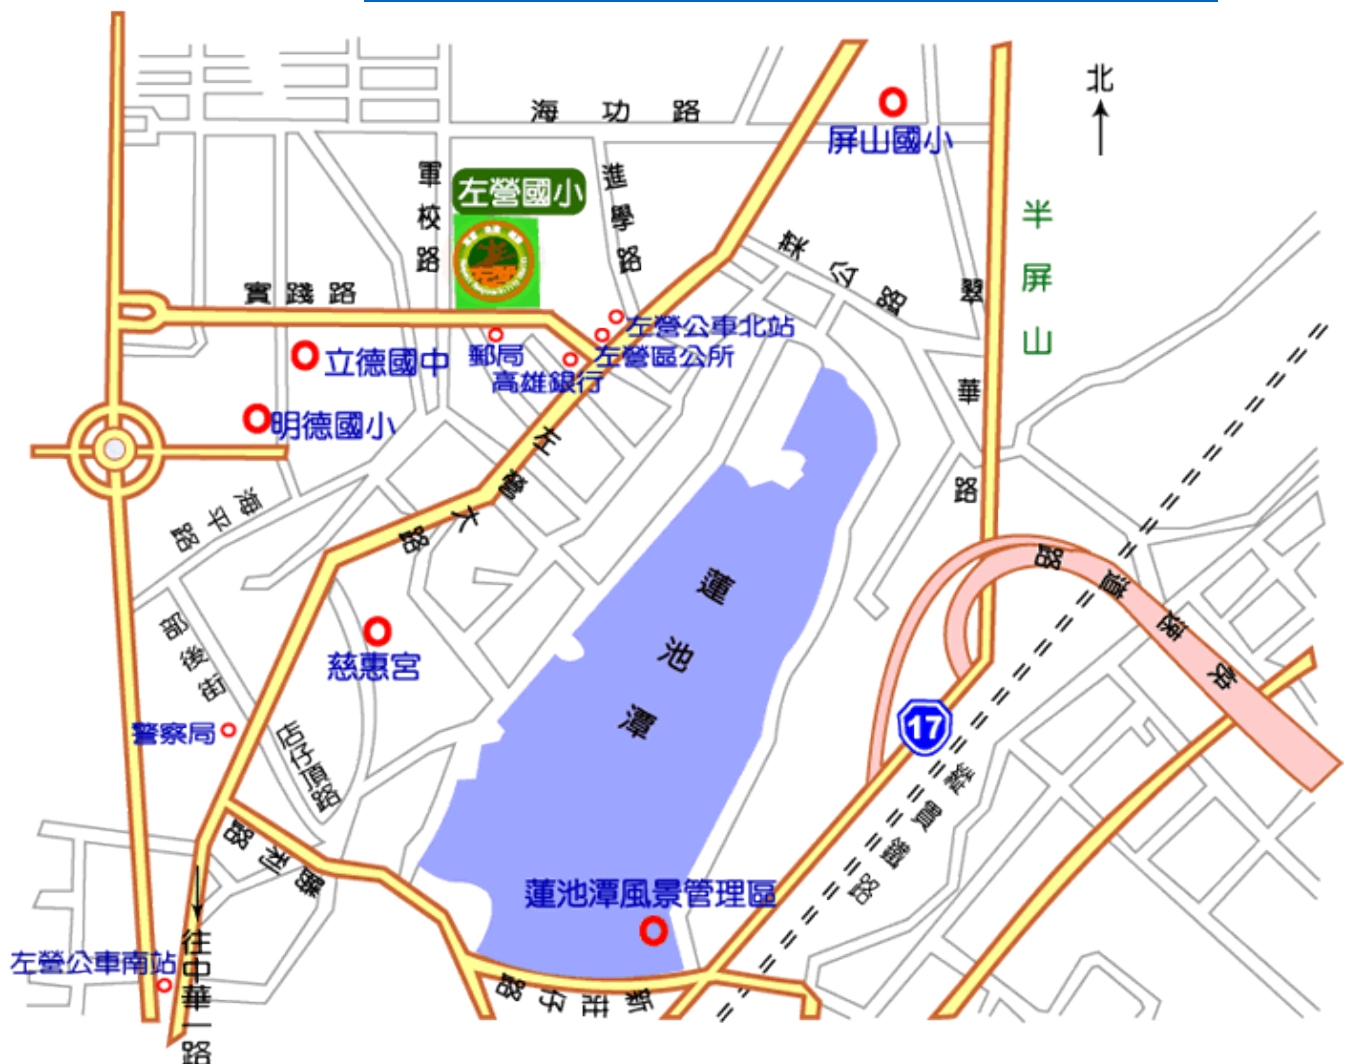 北
海功路
屏山國小
軍校路
左營國小
進學路
半屏山
菜公路
翠華路
實踐路
左營公車北站
郵局
左營區公所
立德國中
高雄銀行
明德國小
左營大路
海平路
蓮池潭
快速道路
部後街
慈惠宮
警察局
店仔頂路
17
縱貫鐵路
勝利路
蓮池潭風景管理區
左營公車南站
往中華一路
新莊仔路